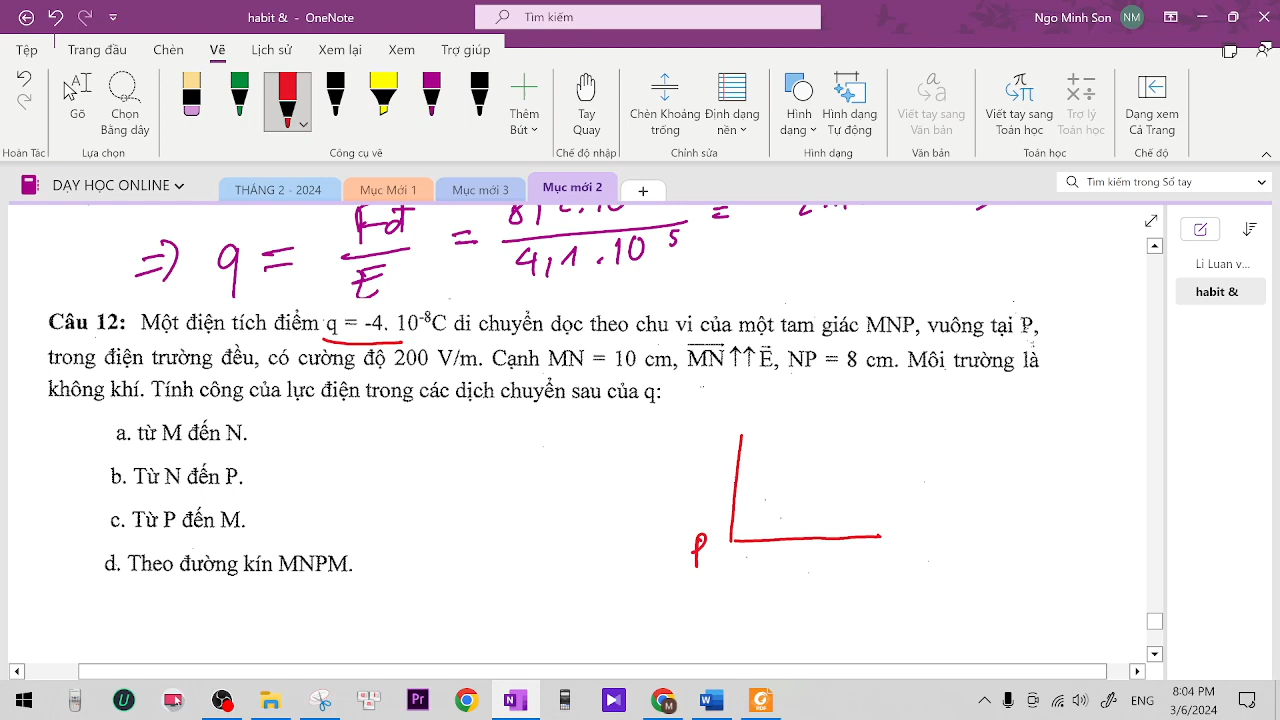 habit & - OneNote
Tìm kiếm
Ngo Minh Son
NM
Tệp Trang đầu Chèn Vẽ Lịch sử Xem lại Xem Trợ giúp
Gõ Chọn Bằng dây Thêm Bút Tay Quay Chèn Khoảng trống Định dạng nền Hình dạng Hình dạng Tự động Viết tay sang Văn bản Viết tay sang Toán học Trợ lý Toán học Dạng xem Cả Trang
Hoàn Tác Lựa chọn Công cụ vẽ Chế độ nhập Chỉnh sửa Hình dạng Văn bản Toán học Chế độ
DẠY HỌC ONLINE THÁNG 2 - 2024 Mục Mới 1 Mục mới 3 Mục mới 2 + Tìm kiếm trong Sổ tay
Li Luan v...
habit &
=> q = = =
E 4,1.10⁵
Câu 12: Một điện tích điểm q = -4. 10⁻⁸C di chuyển dọc theo chu vi của một tam giác MNP, vuông tại P,
trong điện trường đều, có cường độ 200 V/m. Cạnh MN = 10 cm, MN↑↑E, NP = 8 cm. Môi trường là
không khí. Tính công của lực điện trong các dịch chuyển sau của q:
a. từ M đến N.
b. Từ N đến P.
c. Từ P đến M.
d. Theo đường kín MNPM.
P
Pr
ENG
8:04 PM
3/6/2024